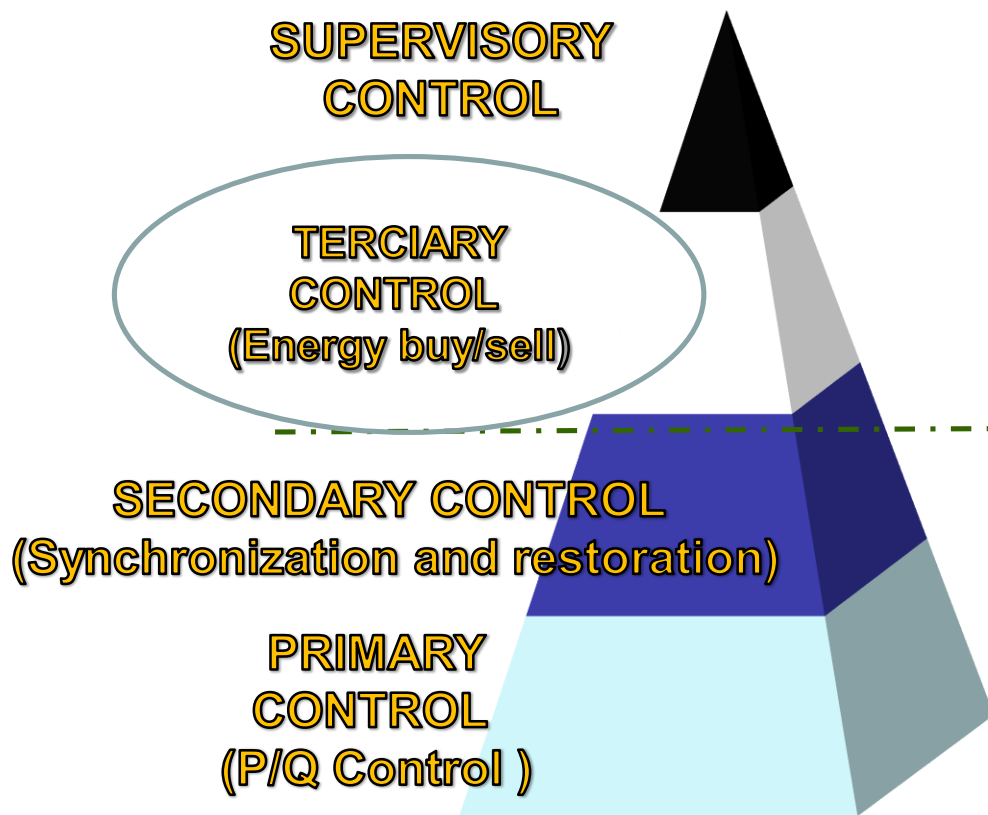 SUPERVISORY
CONTROL
TERCIARY
CONTROL
(Energy buy/sell)
SECONDARY CONTROL
(Synchronization and restoration)
PRIMARY
CONTROL
(P/Q Control )